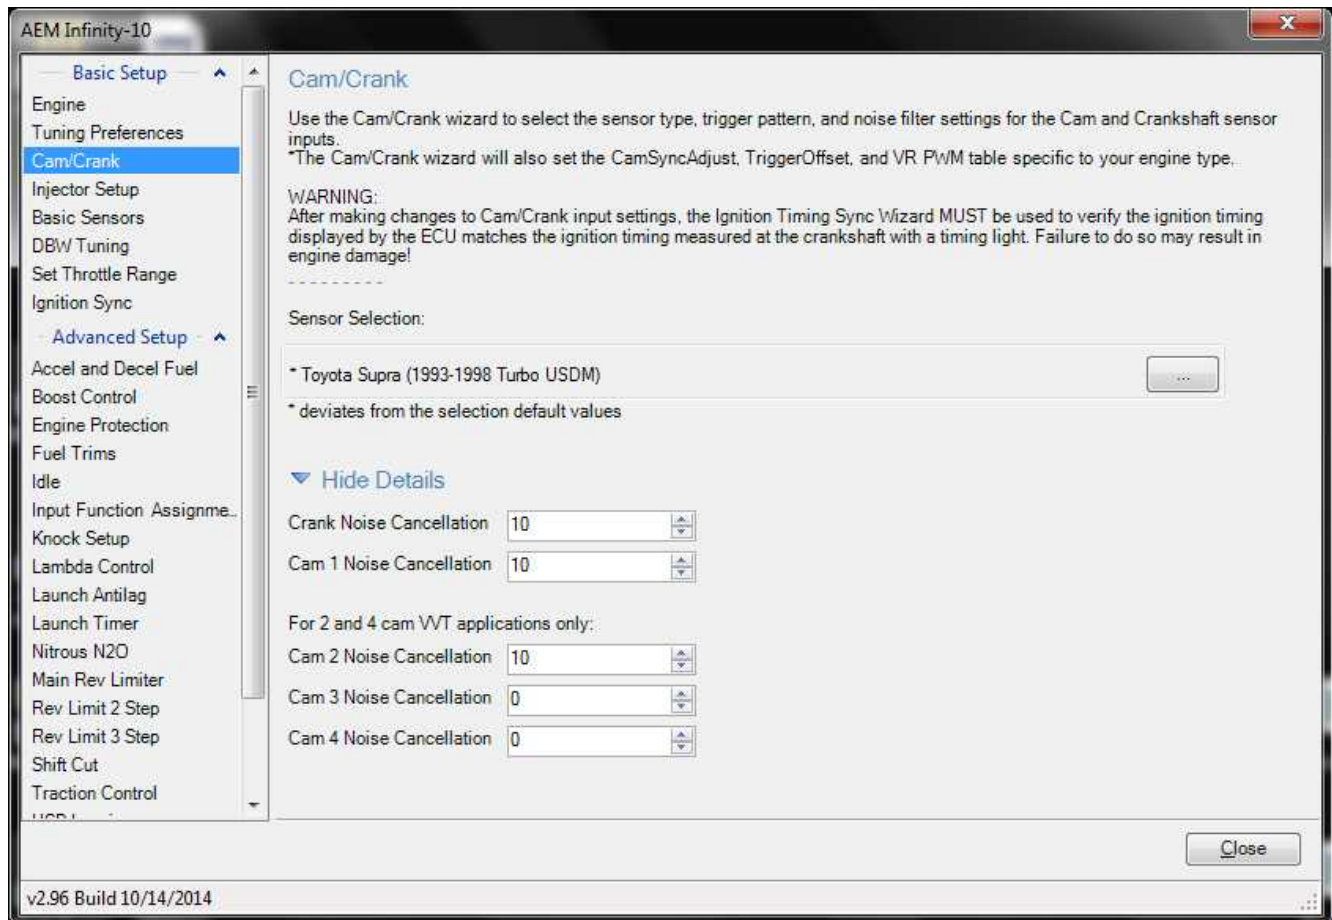 AEM Infinity-10
Basic Setup
Engine
Tuning Preferences
Cam/Crank
Injector Setup
Basic Sensors
DBW Tuning
Set Throttle Range
Ignition Sync
Advanced Setup
Accel and Decel Fuel
Boost Control
Engine Protection
Fuel Trims
Idle
Input Function Assignme...
Knock Setup
Lambda Control
Launch Antilag
Launch Timer
Nitrous N2O
Main Rev Limiter
Rev Limit 2 Step
Rev Limit 3 Step
Shift Cut
Traction Control
Cam/Crank
Use the Cam/Crank wizard to select the sensor type, trigger pattern, and noise filter settings for the Cam and Crankshaft sensor
inputs.
*The Cam/Crank wizard will also set the CamSyncAdjust, TriggerOffset, and VR PWM table specific to your engine type.
WARNING:
After making changes to Cam/Crank input settings, the Ignition Timing Sync Wizard MUST be used to verify the ignition timing
displayed by the ECU matches the ignition timing measured at the crankshaft with a timing light. Failure to do so may result in
engine damage!
- - - - - - - - -
Sensor Selection:
* Toyota Supra (1993-1998 Turbo USDM)
...
* deviates from the selection default values
Hide Details
Crank Noise Cancellation 10
Cam 1 Noise Cancellation 10
For 2 and 4 cam VVT applications only:
Cam 2 Noise Cancellation 10
Cam 3 Noise Cancellation 0
Cam 4 Noise Cancellation 0
Close
v2.96 Build 10/14/2014